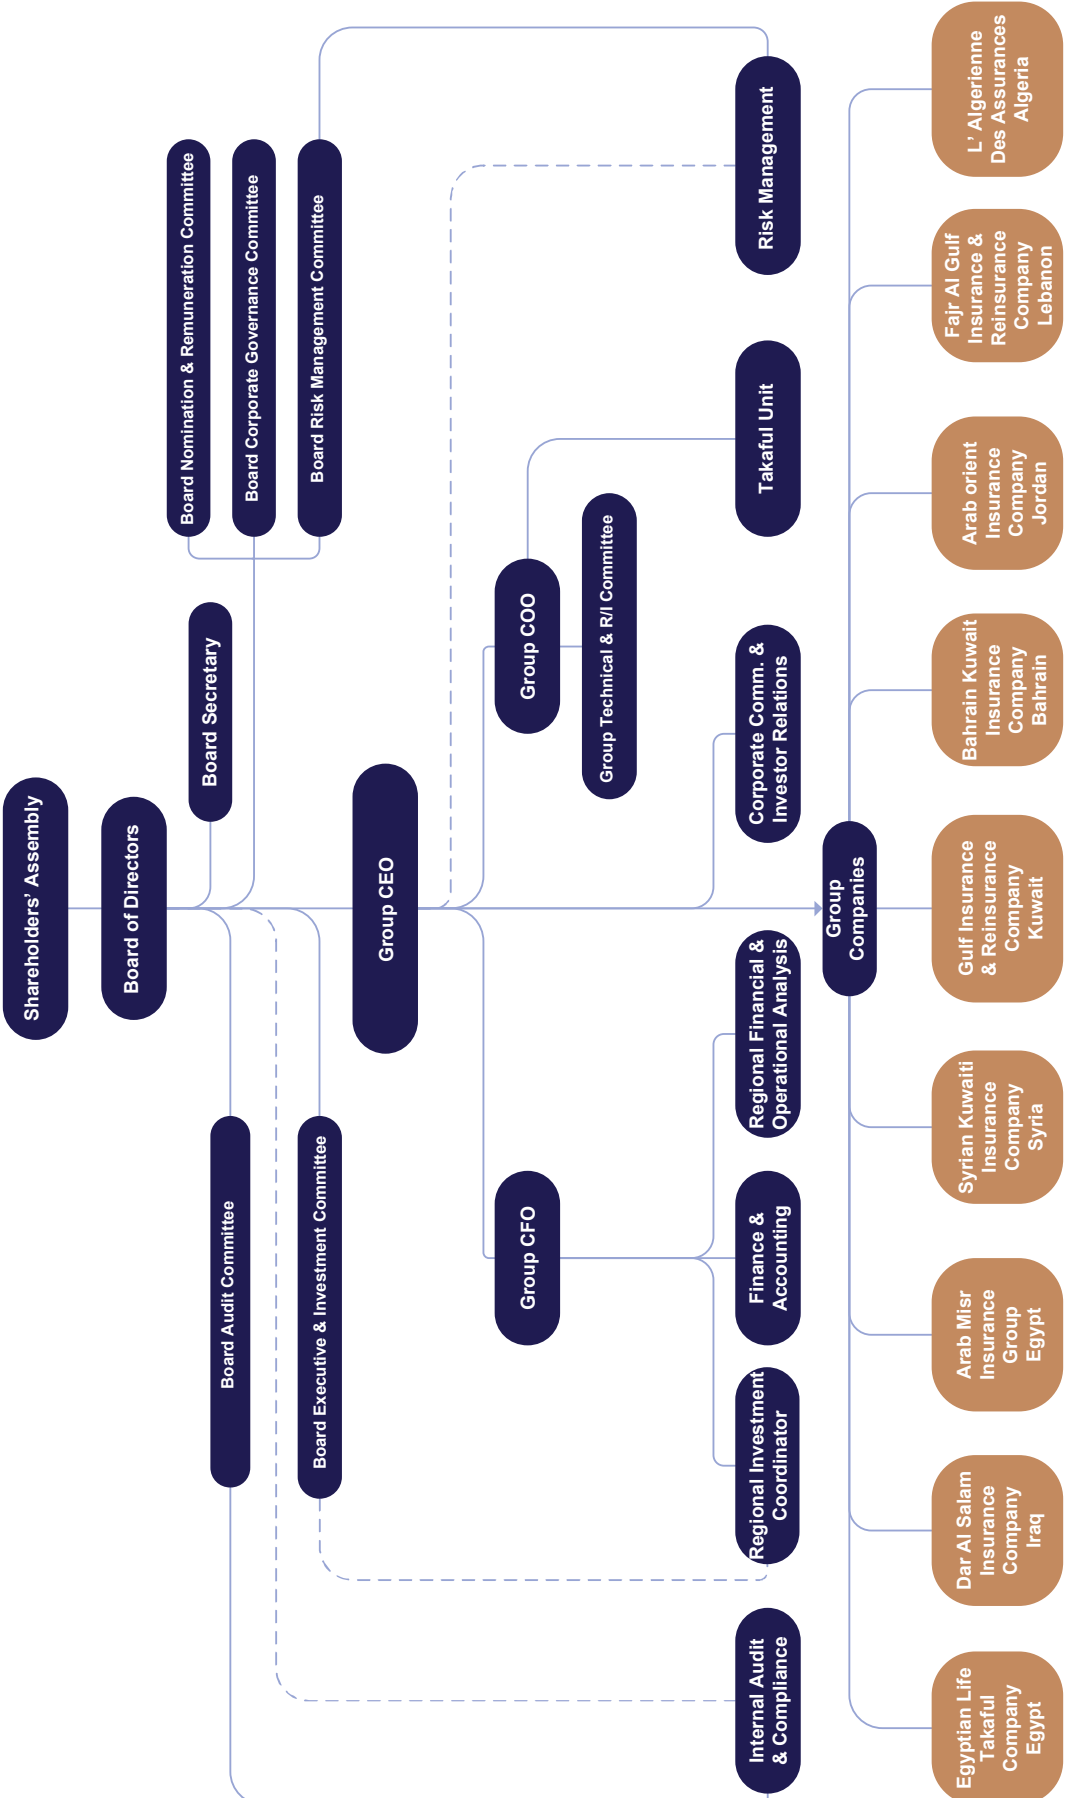 Shareholders' Assembly
Board of Directors
Board Secretary
Board Nomination & Remuneration Committee
Board Corporate Governance Committee
Board Risk Management Committee
Board Audit Committee
Board Executive & Investment Committee
Group CEO
Group CFO
Group COO
Group Technical & R/I Committee
Internal Audit
& Compliance
Regional Investment
Coordinator
Finance &
Accounting
Regional Financial &
Operational Analysis
Corporate Comm. &
Investor Relations
Takaful Unit
Risk Management
Group
Companies
Egyptian Life
Takaful
Company
Egypt
Dar Al Salam
Insurance
Company
Iraq
Arab Misr
Insurance
Group
Egypt
Syrian Kuwaiti
Insurance
Company
Syria
Gulf Insurance
& Reinsurance
Company
Kuwait
Bahrain Kuwait
Insurance
Company
Bahrain
Arab orient
Insurance
Company
Jordan
Fajr Al Gulf
Insurance &
Reinsurance
Company
Lebanon
L' Algerienne
Des Assurances
Algeria